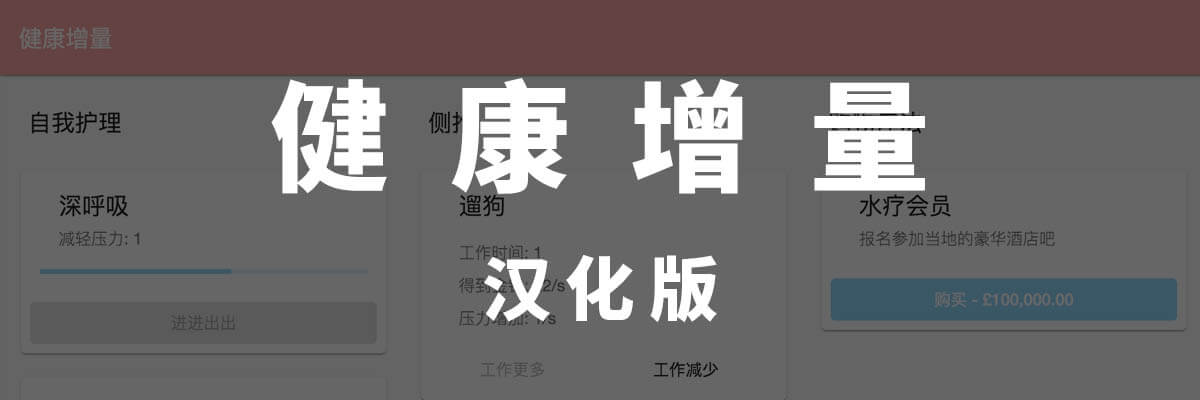 健康增量
健康增量
自我护理
深呼吸
减轻压力: 1
进进出出
遛狗
工作时间: 1
压力增加: 1/s
工作更多
工作减少
水疗会员
报名参加当地的豪华酒店吧
购买 - £100,000.00
汉化版